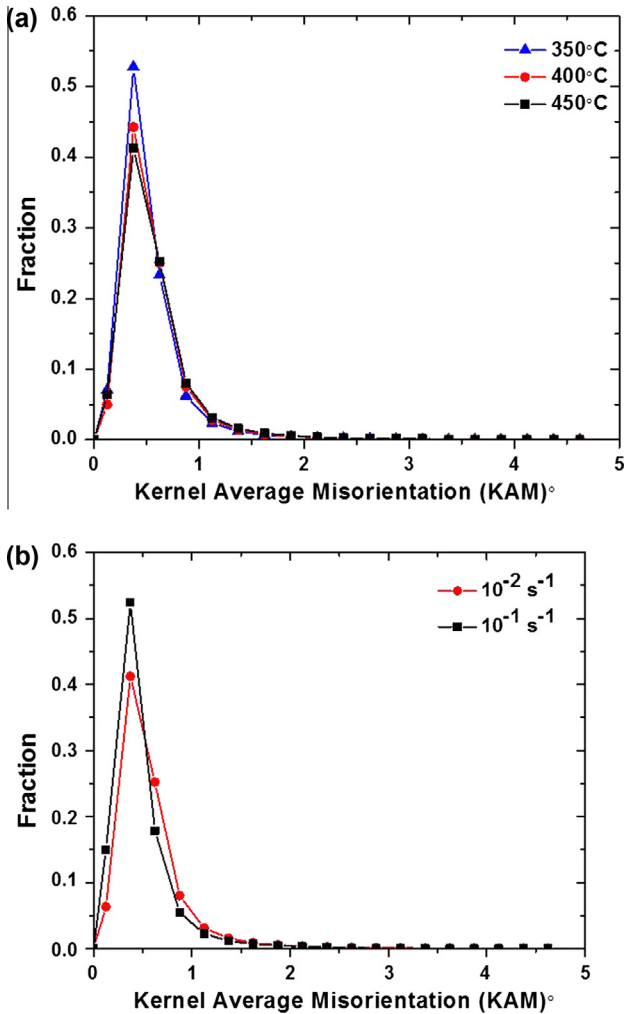 (a)
0.6
0.5
0.4
0.3
0.2
0.1
0.0
Fraction
350°C
400°C
450°C
0 1 2 3 4 5
Kernel Average Misorientation (KAM)°
(b)
0.6
0.5
0.4
0.3
0.2
0.1
0.0
Fraction
10⁻² s⁻¹
10⁻¹ s⁻¹
0 1 2 3 4 5
Kernel Average Misorientation (KAM)°